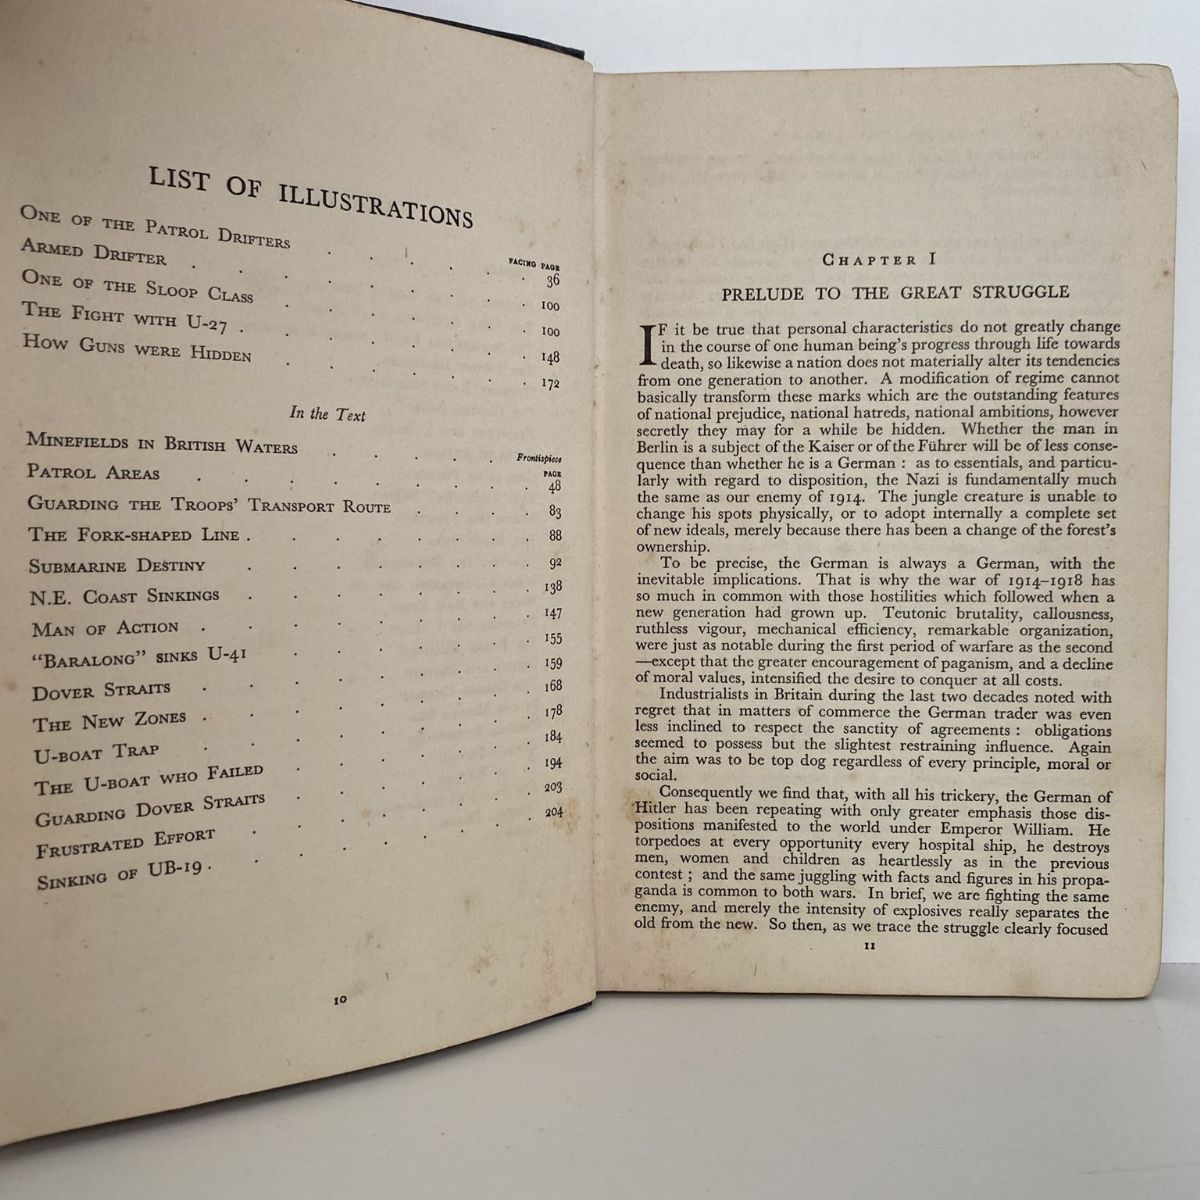 LIST OF ILLUSTRATIONS
FACING PAGE
ONE OF THE PATROL DRIFTERS . . . . . . 36
ARMED DRIFTER . . . . . . . . 100
ONE OF THE SLOOP CLASS . . . . . . 100
THE FIGHT WITH U-27 . . . . . . . 148
HOW GUNS WERE HIDDEN . . . . . . 172
In the Text
MINEFIELDS IN BRITISH WATERS . . . . . Frontispiece
PAGE
PATROL AREAS . . . . . . . . 48
GUARDING THE TROOPS' TRANSPORT ROUTE . . . . 83
THE FORK-SHAPED LINE . . . . . . . 88
SUBMARINE DESTINY . . . . . . . 92
N.E. COAST SINKINGS . . . . . . . 138
MAN OF ACTION . . . . . . . . 147
"BARALONG" SINKS U-41 . . . . . . 155
DOVER STRAITS . . . . . . . . 159
THE NEW ZONES . . . . . . . . 168
U-BOAT TRAP . . . . . . . . 178
THE U-BOAT WHO FAILED . . . . . . 184
GUARDING DOVER STRAITS . . . . . . 194
FRUSTRATED EFFORT . . . . . . . 203
SINKING OF UB-19 . . . . . . . . 204
10
CHAPTER I
PRELUDE TO THE GREAT STRUGGLE
IF it be true that personal characteristics do not greatly change
in the course of one human being's progress through life towards
death, so likewise a nation does not materially alter its tendencies
from one generation to another. A modification of regime cannot
basically transform these marks which are the outstanding features
of national prejudice, national hatreds, national ambitions, however
secretly they may for a while be hidden. Whether the man in
Berlin is a subject of the Kaiser or of the Führer will be of less conse-
quence than whether he is a German : as to essentials, and particu-
larly with regard to disposition, the Nazi is fundamentally much
the same as our enemy of 1914. The jungle creature is unable to
change his spots physically, or to adopt internally a complete set
of new ideals, merely because there has been a change of the forest's
ownership.
To be precise, the German is always a German, with the
inevitable implications. That is why the war of 1914–1918 has
so much in common with those hostilities which followed when a
new generation had grown up. Teutonic brutality, callousness,
ruthless vigour, mechanical efficiency, remarkable organization,
were just as notable during the first period of warfare as the second
—except that the greater encouragement of paganism, and a decline
of moral values, intensified the desire to conquer at all costs.
Industrialists in Britain during the last two decades noted with
regret that in matters of commerce the German trader was even
less inclined to respect the sanctity of agreements : obligations
seemed to possess but the slightest restraining influence. Again
the aim was to be top dog regardless of every principle, moral or
social.
Consequently we find that, with all his trickery, the German of
Hitler has been repeating with only greater emphasis those dis-
positions manifested to the world under Emperor William. He
torpedoes at every opportunity every hospital ship, he destroys
men, women and children as heartlessly as in the previous
contest ; and the same juggling with facts and figures in his propa-
ganda is common to both wars. In brief, we are fighting the same
enemy, and merely the intensity of explosives really separates the
old from the new. So then, as we trace the struggle clearly focused
11